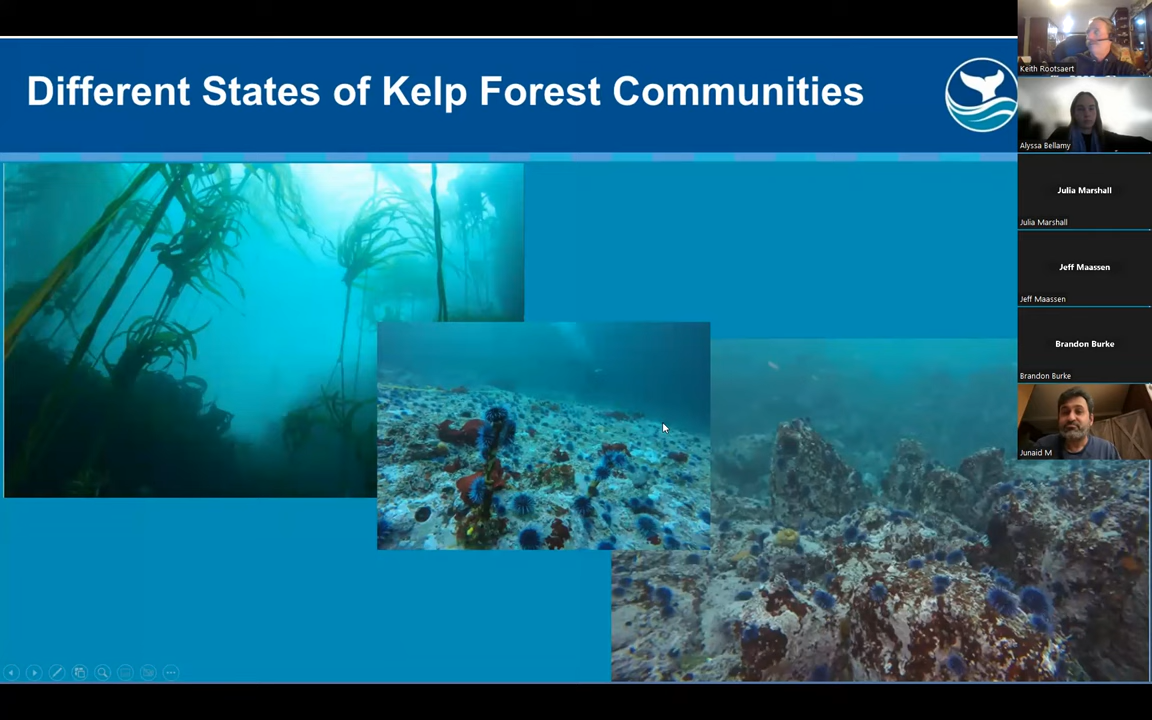 Different States of Kelp Forest Communities
Keith Rootsaert
Alyssa Bellamy
Julia Marshall
Julia Marshall
Jeff Maassen
Jeff Maassen
Brandon Burke
Brandon Burke
Junaid M